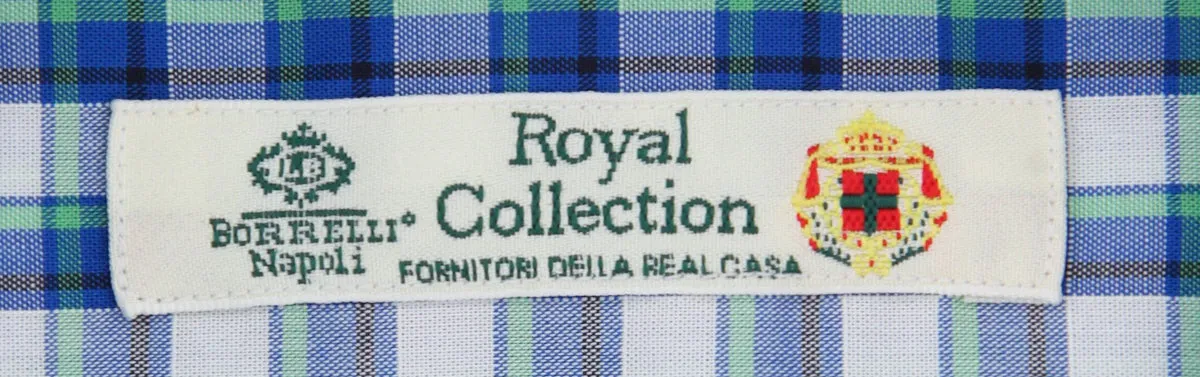 LB
BORRELLI
Napoli
Royal
Collection
FORNITORI DELLA REAL CASA